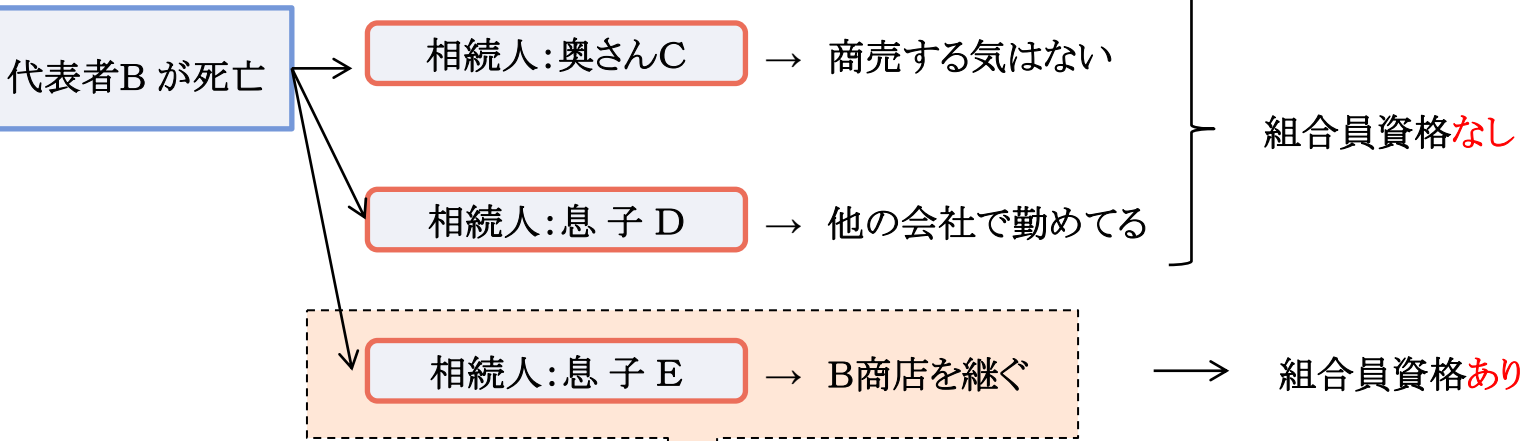 代表者B が死亡
相続人：奥さんC → 商売する気はない
組合員資格なし
相続人：息 子 D → 他の会社で勤めてる
相続人：息 子 E → B商店を継ぐ
組合員資格あり